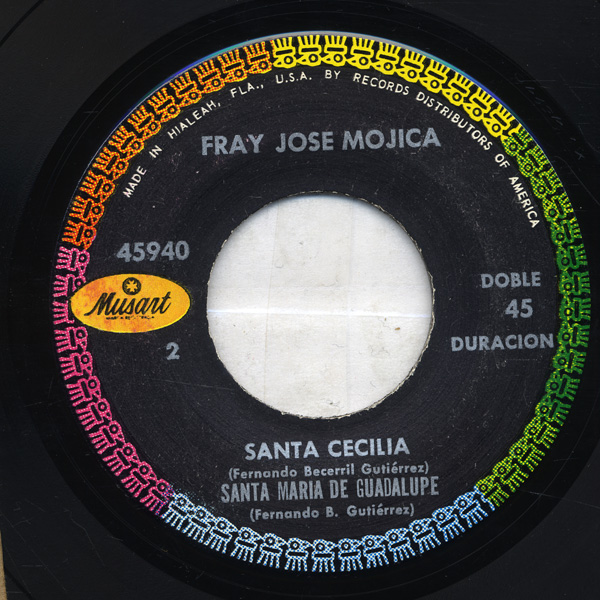 MADE IN HIALEAH, FLA., U.S.A. BY RECORDS DISTRIBUTORS OF AMERICA
FRAY JOSE MOJICA
45940
Musart
2
DOBLE
45
DURACION
SANTA CECILIA
(Fernando Becerril Gutiérrez)
SANTA MARIA DE GUADALUPE
(Fernando B. Gutiérrez)